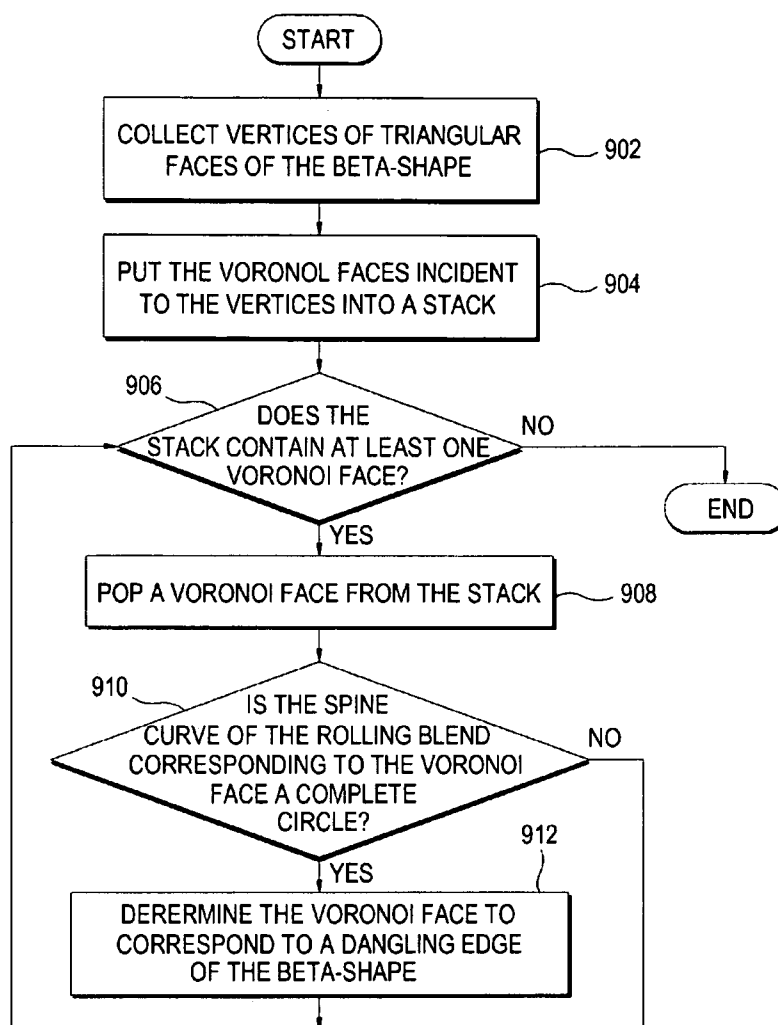 START
COLLECT VERTICES OF TRIANGULAR
FACES OF THE BETA-SHAPE
902
PUT THE VORONOL FACES INCIDENT
TO THE VERTICES INTO A STACK
904
906
DOES THE
STACK CONTAIN AT LEAST ONE
VORONOI FACE?
NO
END
YES
POP A VORONOI FACE FROM THE STACK
908
910
IS THE SPINE
CURVE OF THE ROLLING BLEND
CORRESPONDING TO THE VORONOI
FACE A COMPLETE
CIRCLE?
NO
YES
912
DERERMINE THE VORONOI FACE TO
CORRESPOND TO A DANGLING EDGE
OF THE BETA-SHAPE